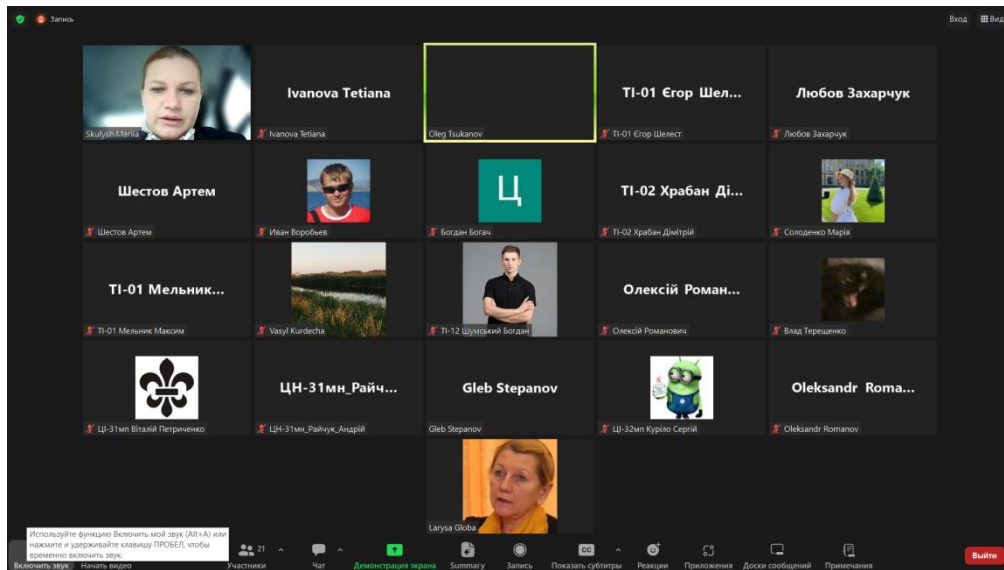 Запись
Вход
Вид
Skulysh Mariia
Ivanova Tetiana
Ivanova Tetiana
Oleg Tsukanov
ТІ-01 Єгор Шел...
ТІ-01 Єгор Шелест
Любов Захарчук
Любов Захарчук
Шестов Артем
Шестов Артем
Иван Воробьев
Ц
Богдан Богач
ТІ-02 Храбан Ді...
ТІ-02 Храбан Дімітрій
Солоденко Марія
ТІ-01 Мельник...
ТІ-01 Мельник Максим
Vasyl Kurdecha
ТІ-12 Шумський Богдан
Олексій Роман...
Олексій Романович
Влад Терещенко
ЦІ-31мп Віталій Петриченко
ЦН-31мн_Райч...
ЦН-31мн_Райчук_Андрій
Gleb Stepanov
Gleb Stepanov
ЦІ-32мп Куріло Сергій
Oleksandr Roma...
Oleksandr Romanov
Larysa Globa
Используйте функцию Включить мой звук (Alt+A) или
нажмите и удерживайте клавишу ПРОБЕЛ, чтобы
временно включить звук.
Включить звук
Начать видео
21
Участники
Чат
Демонстрация экрана
Summary
Запись
CC
Показать субтитры
Реакции
Приложения
Доски сообщений
Примечания
Выйти